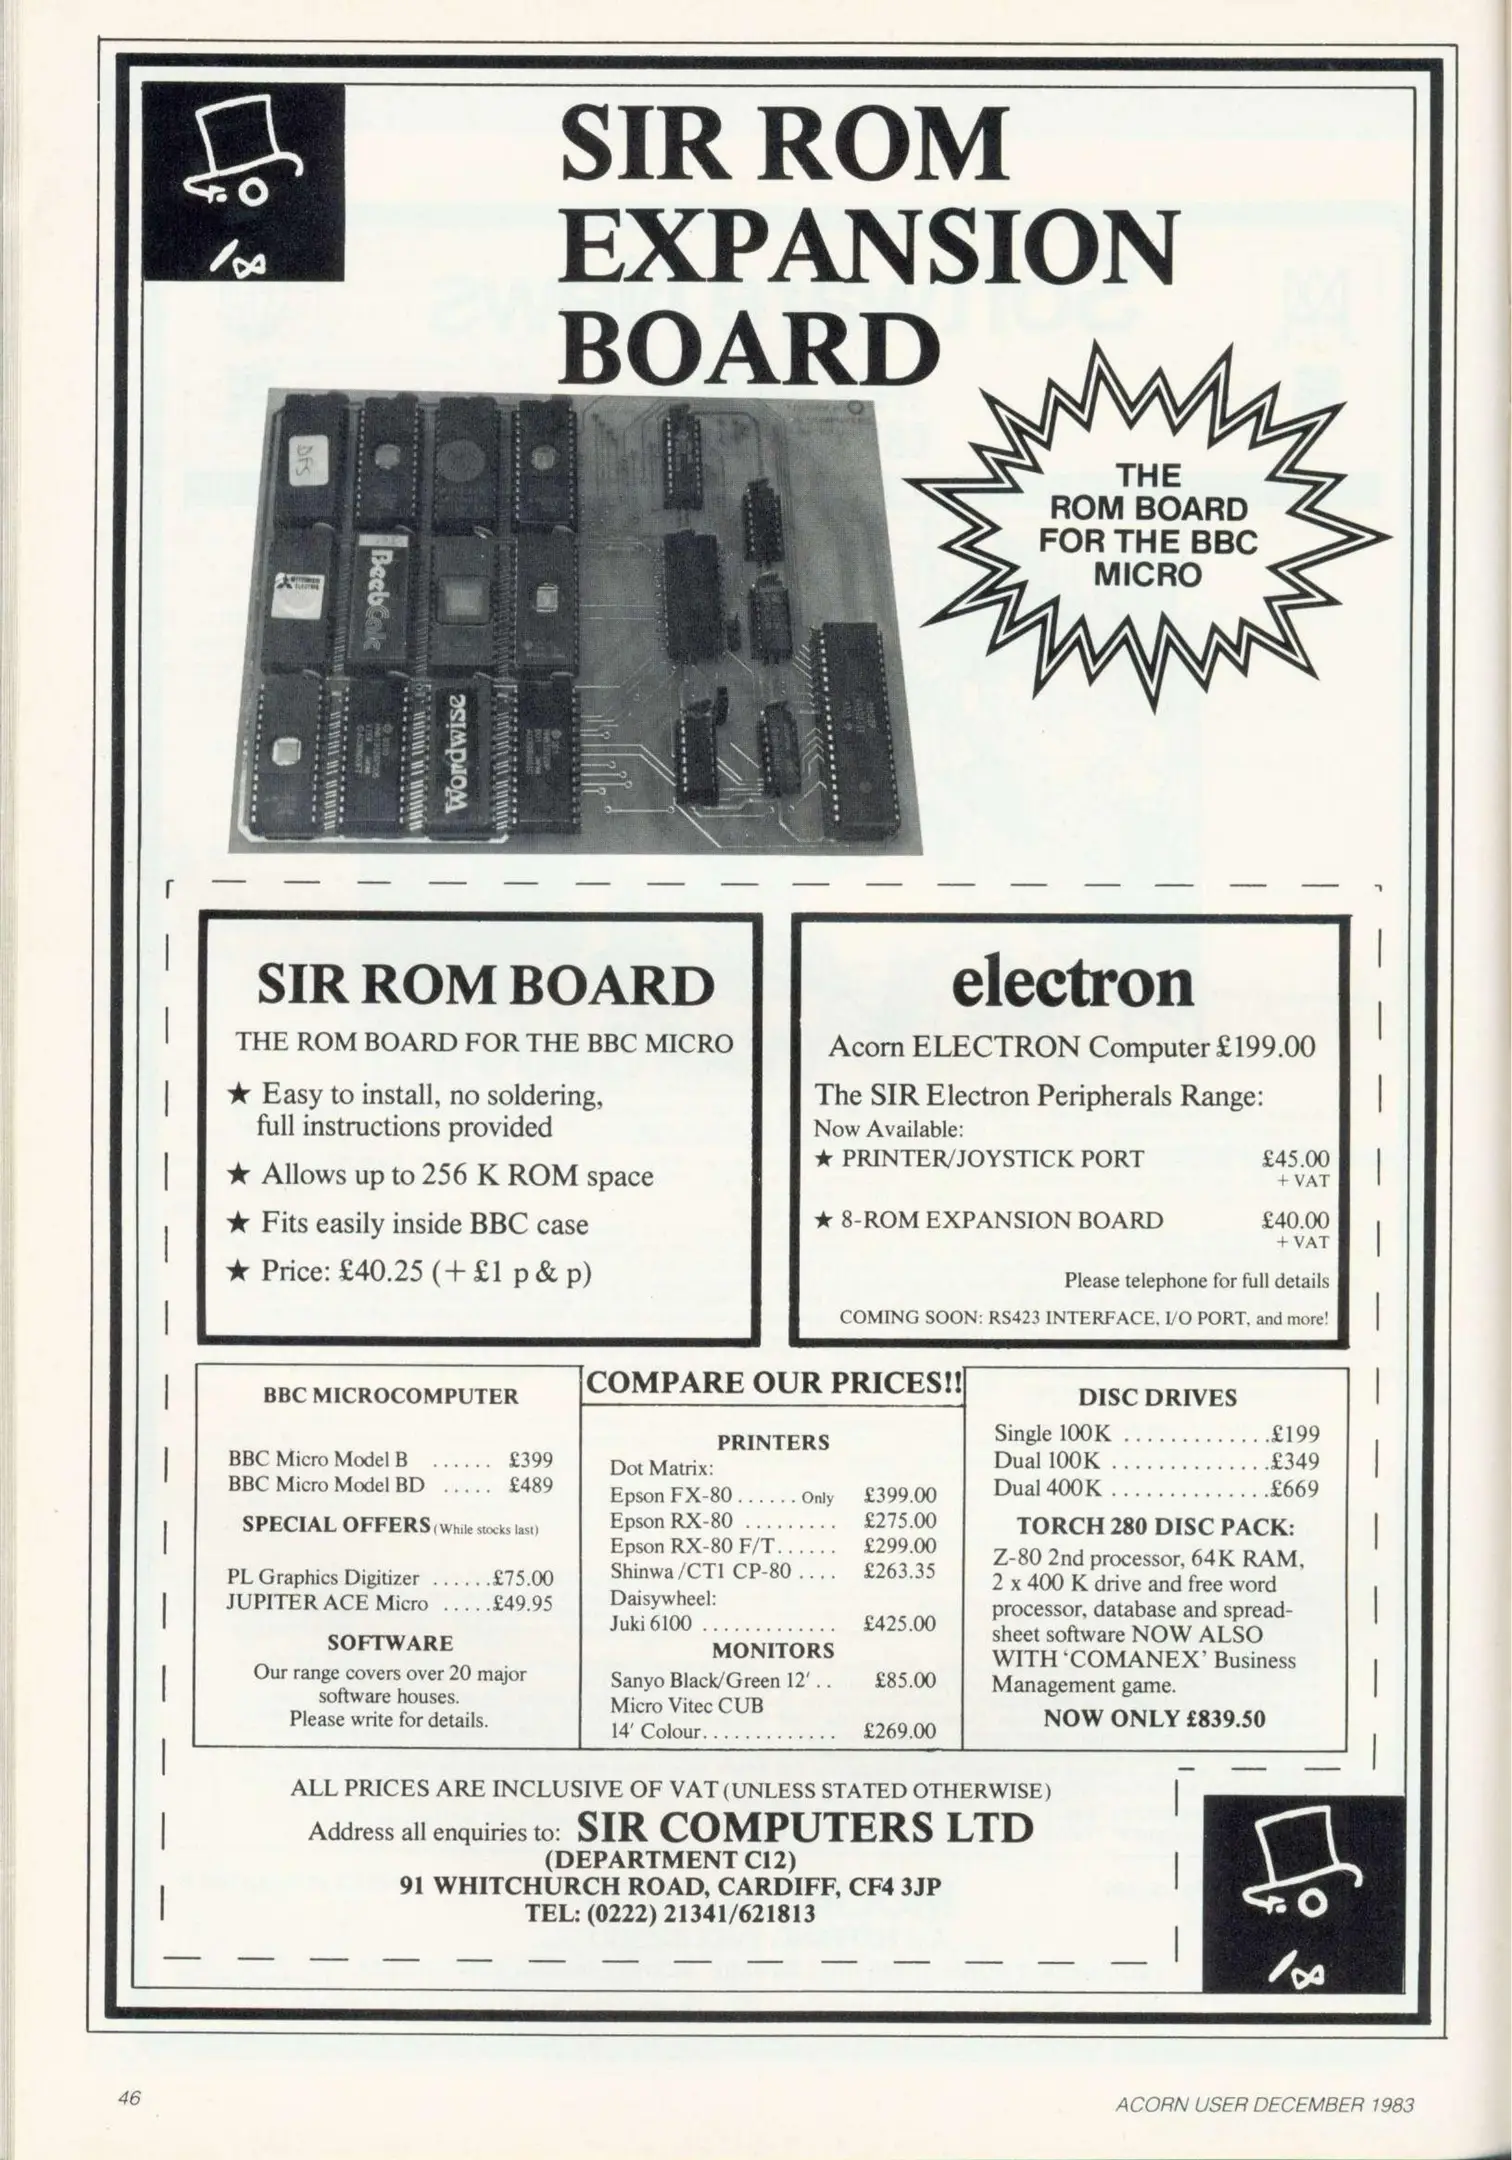 SIR ROM
EXPANSION
BOARD
THE
ROM BOARD
FOR THE BBC
MICRO
DFS
MITSUBISHI
ELECTRIC
BeebCalc
Wordwise
SIR ROM BOARD
THE ROM BOARD FOR THE BBC MICRO
★ Easy to install, no soldering,
full instructions provided
★ Allows up to 256 K ROM space
★ Fits easily inside BBC case
★ Price: £40.25 (+ £1 p & p)
electron
Acorn ELECTRON Computer £199.00
The SIR Electron Peripherals Range:
Now Available:
★ PRINTER/JOYSTICK PORT £45.00
+ VAT
★ 8-ROM EXPANSION BOARD £40.00
+ VAT
Please telephone for full details
COMING SOON: RS423 INTERFACE, I/O PORT, and more!
BBC MICROCOMPUTER
BBC Micro Model B ...... £399
BBC Micro Model BD ..... £489
SPECIAL OFFERS (While stocks last)
PL Graphics Digitizer ...... £75.00
JUPITER ACE Micro ..... £49.95
SOFTWARE
Our range covers over 20 major
software houses.
Please write for details.
COMPARE OUR PRICES!!
PRINTERS
Dot Matrix:
Epson FX-80 ...... Only £399.00
Epson RX-80 ......... £275.00
Epson RX-80 F/T...... £299.00
Shinwa /CT1 CP-80 .... £263.35
Daisywheel:
Juki 6100 ............. £425.00
MONITORS
Sanyo Black/Green 12' .. £85.00
Micro Vitec CUB
14' Colour............. £269.00
DISC DRIVES
Single 100K ..............£199
Dual 100K ...............£349
Dual 400K ...............£669
TORCH 280 DISC PACK:
Z-80 2nd processor, 64K RAM,
2 x 400 K drive and free word
processor, database and spread-
sheet software NOW ALSO
WITH ‘COMANEX’ Business
Management game.
NOW ONLY £839.50
ALL PRICES ARE INCLUSIVE OF VAT (UNLESS STATED OTHERWISE)
Address all enquiries to: SIR COMPUTERS LTD
(DEPARTMENT C12)
91 WHITCHURCH ROAD, CARDIFF, CF4 3JP
TEL: (0222) 21341/621813
46
ACORN USER DECEMBER 1983